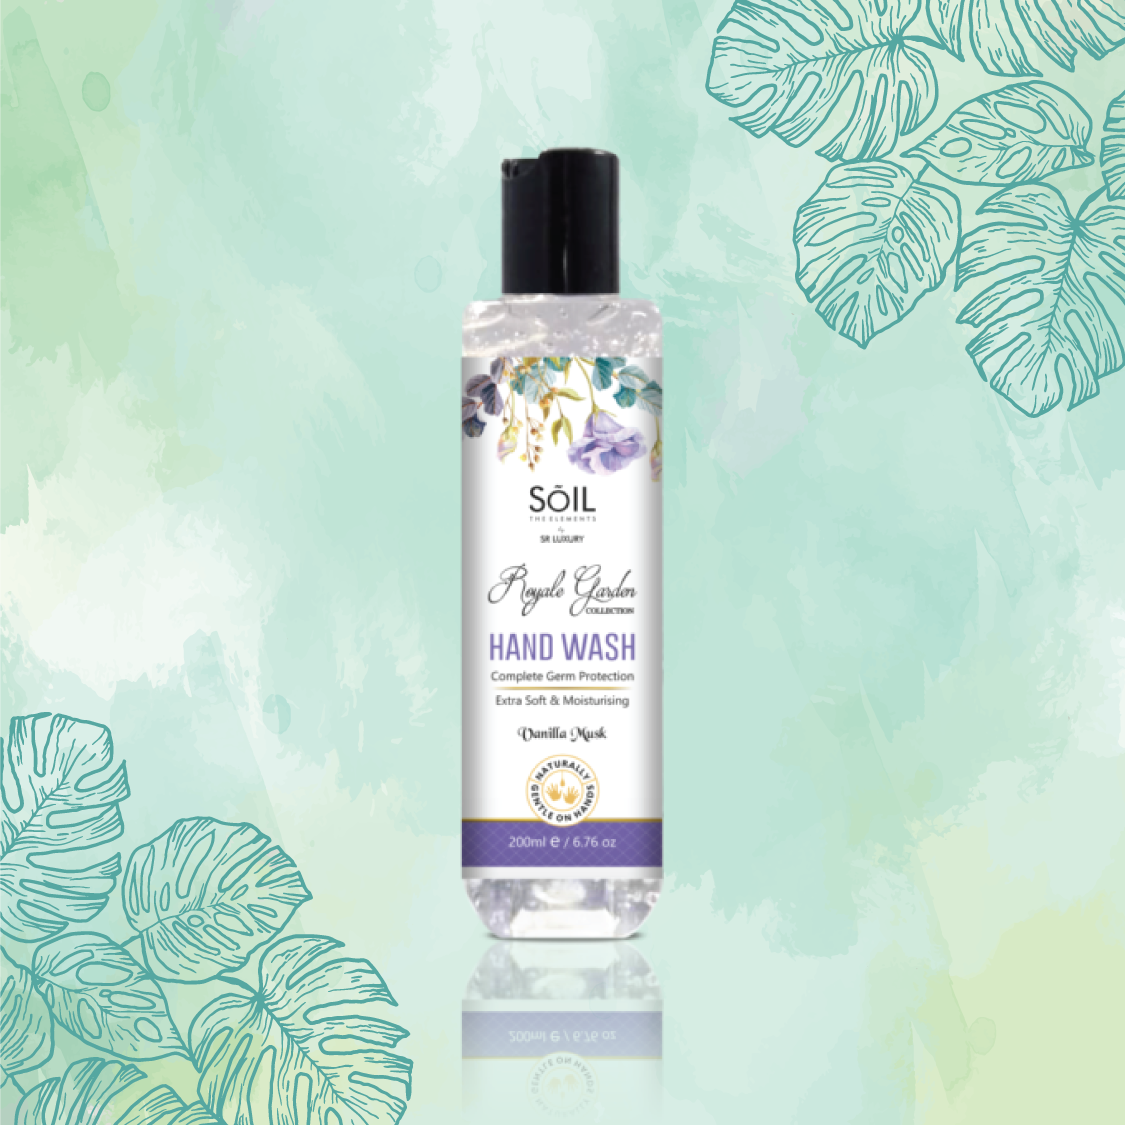 SÕIL
THE ELEMENTS
by
SR LUXURY
Royale Garden
COLLECTION
HAND WASH
Complete Germ Protection
Extra Soft & Moisturising
Vanilla Musk
NATURALLY
GENTLE ON HANDS
200ml e / 6.76 oz